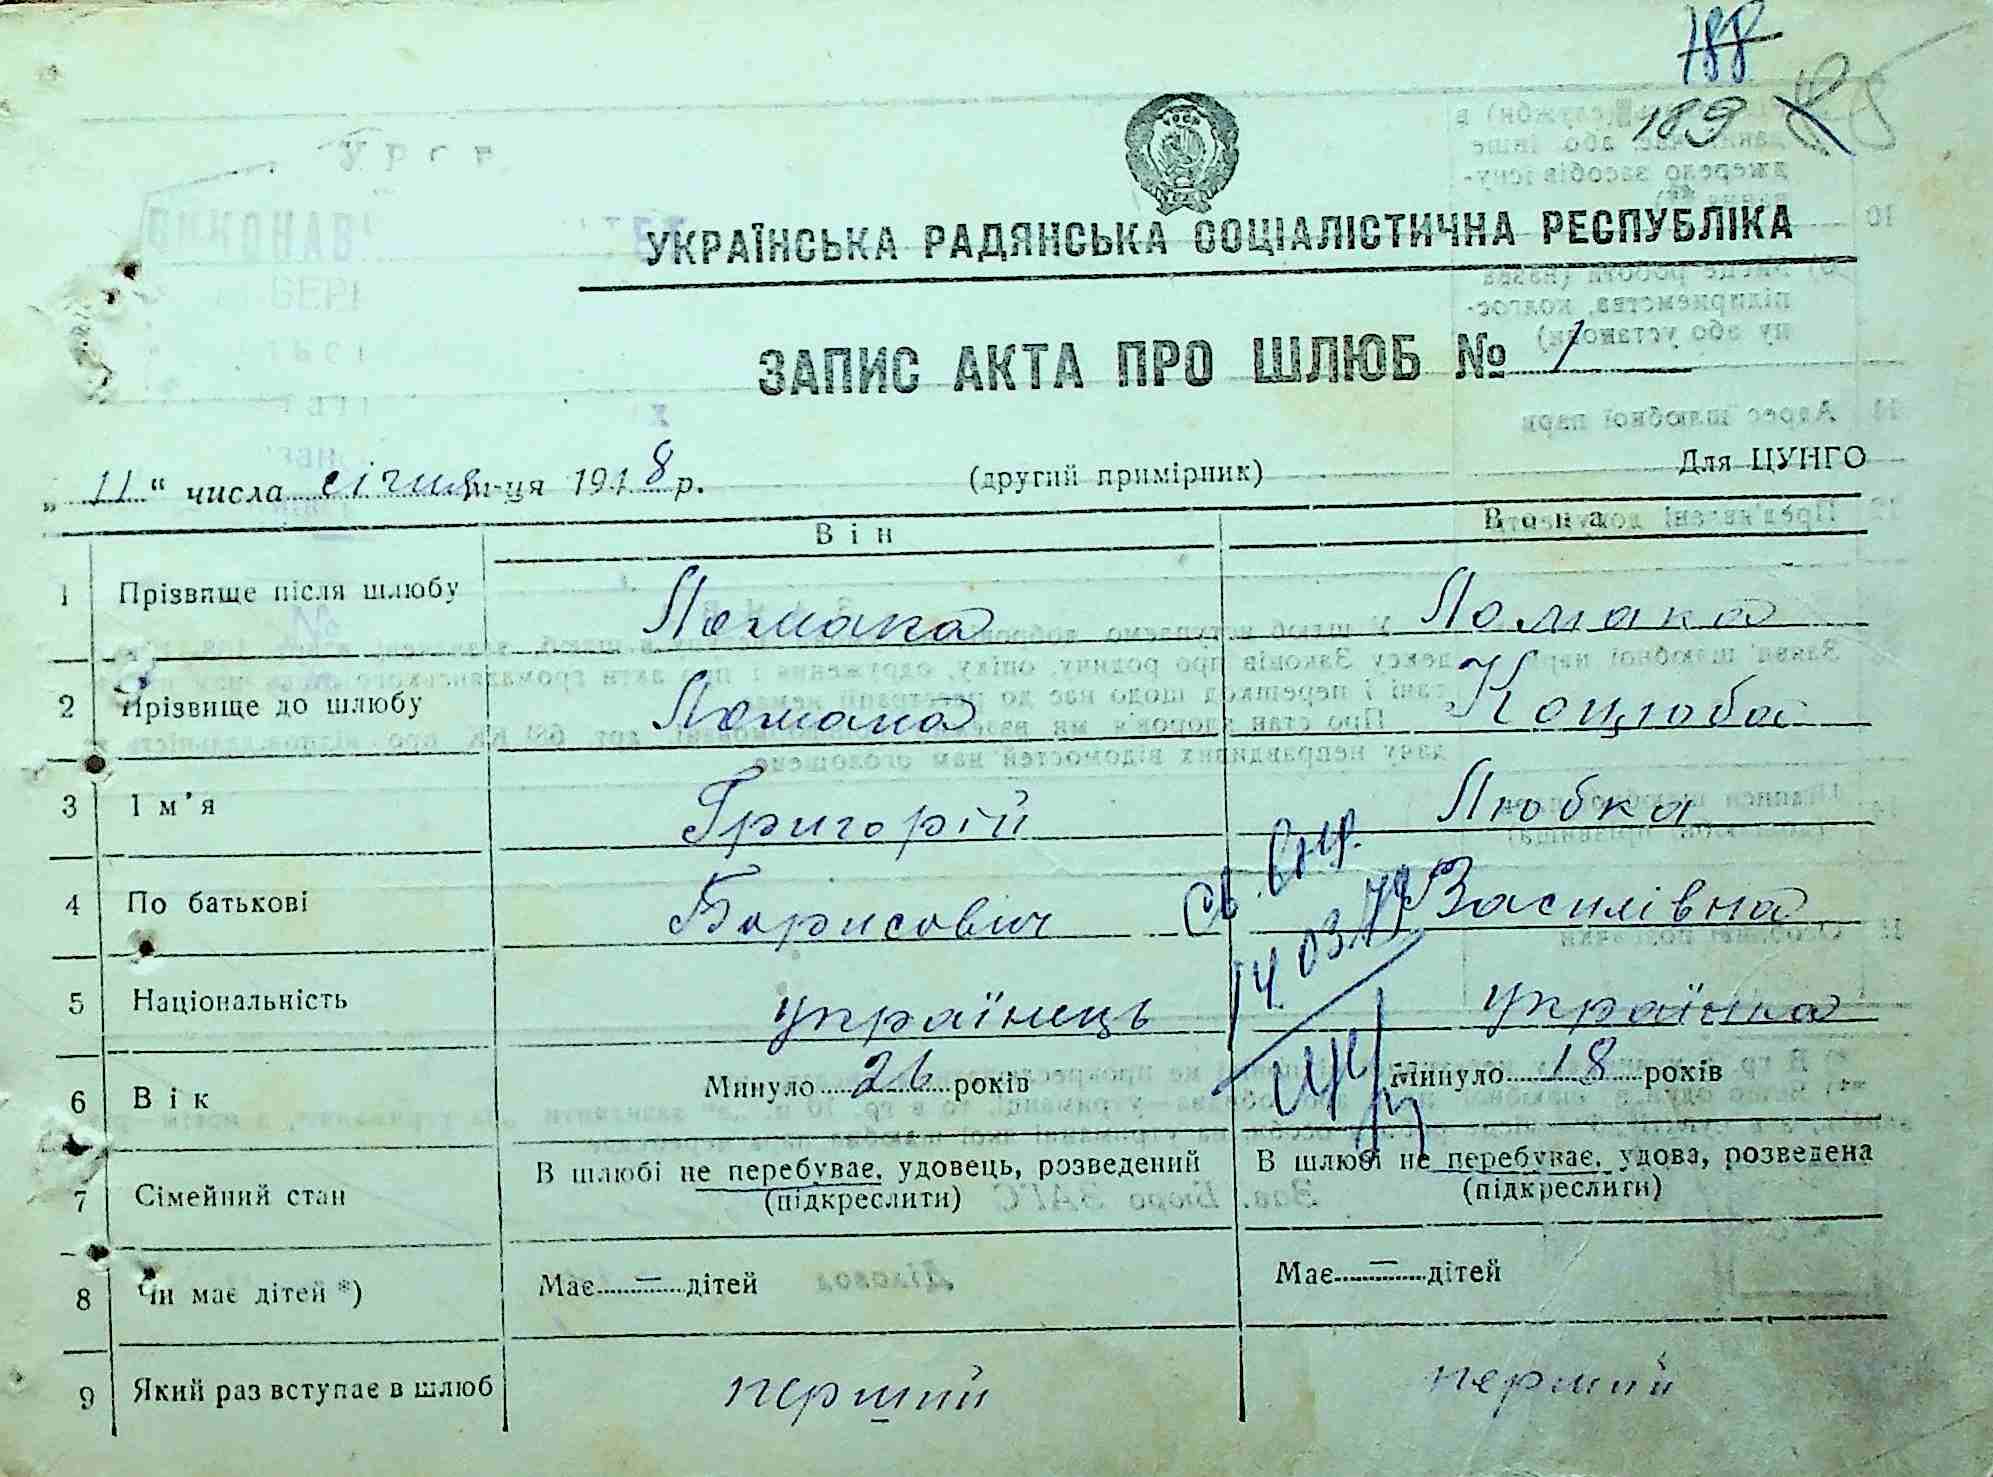 188
189
УКРАЇНСЬКА РАДЯНСЬКА СОЦІАЛІСТИЧНА РЕСПУБЛІКА
ЗАПИС АКТА ПРО ШЛЮБ № 1
„ 11 “ числа січня м-ця 1948 р. (другий примірник) Для ЦУНГО
Він Вона
1 Прізвище після шлюбу Ломака Ломака
2 Прізвище до шлюбу Ломака Коцюба
3 Ім’я Григорій Любка
4 По батькові Борисович Василівна
14 03.79
5 Національність українець українка
6 Вік Минуло 26 років Минуло 18 років
7 Сімейний стан В шлюбі не перебуває, удовець, розведений В шлюбі не перебуває, удова, розведена
(підкреслити) (підкреслити)
8 Чи має дітей *) Має — дітей Має — дітей
9 Який раз вступає в шлюб перший перший